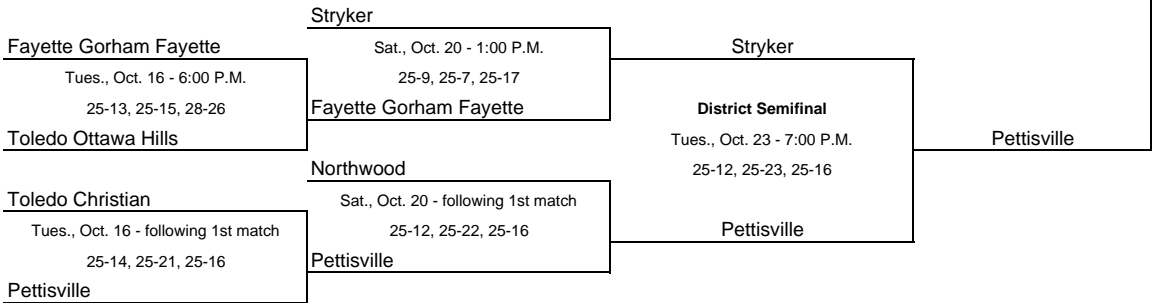 Stryker
Fayette Gorham Fayette
Sat., Oct. 20 - 1:00 P.M.
Stryker
Tues., Oct. 16 - 6:00 P.M.
25-9, 25-7, 25-17
25-13, 25-15, 28-26
Fayette Gorham Fayette
District Semifinal
Toledo Ottawa Hills
Tues., Oct. 23 - 7:00 P.M.
Pettisville
Northwood
25-12, 25-23, 25-16
Toledo Christian
Sat., Oct. 20 - following 1st match
Tues., Oct. 16 - following 1st match
25-12, 25-22, 25-16
Pettisville
25-14, 25-21, 25-16
Pettisville
Pettisville